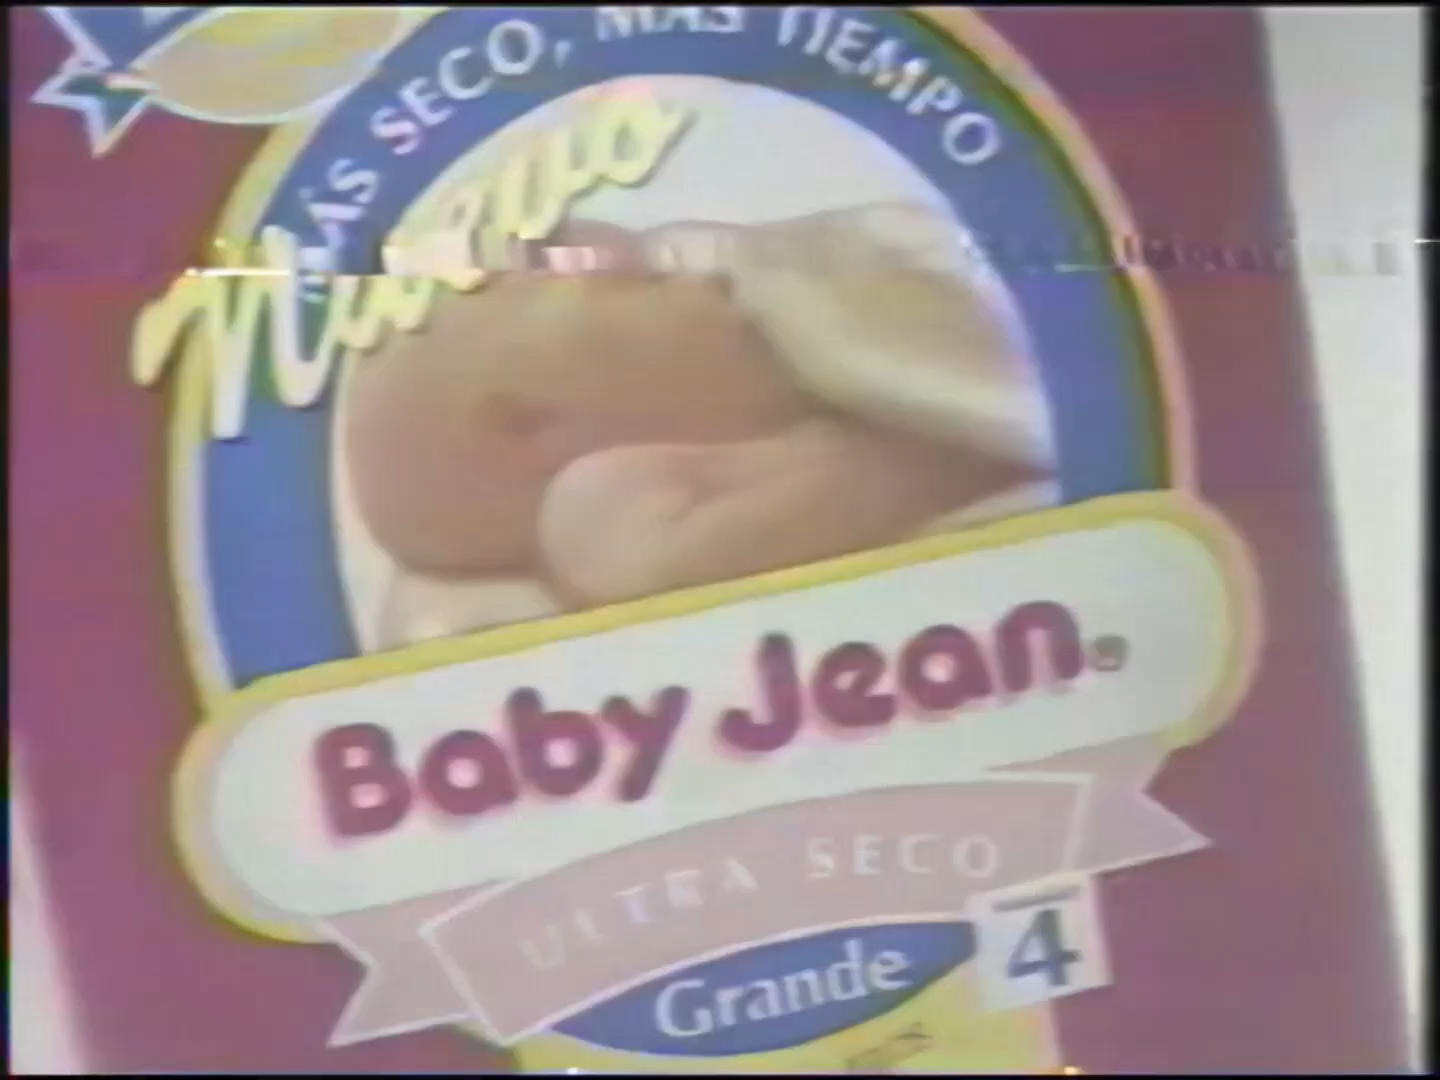 MÁS SECO, MÁS TIEMPO
Nuevo
Baby Jean
ULTRA SECO
Grande
4